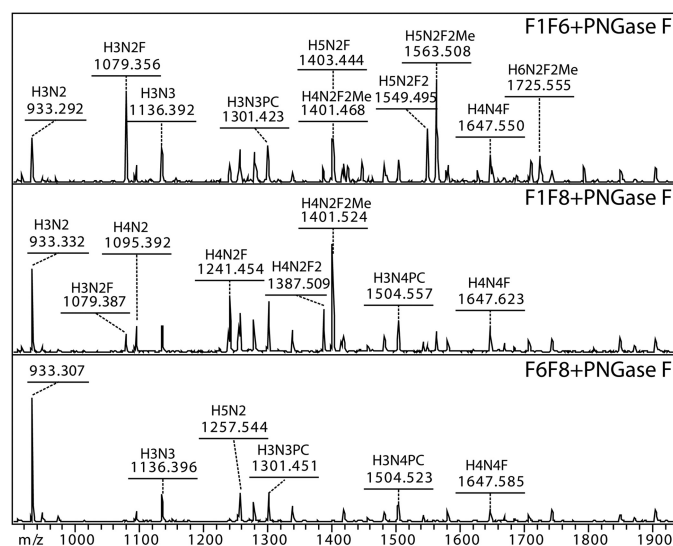 F1F6+PNGase F
H3N2
933.292
H3N2F
1079.356
H3N3
1136.392
H3N3PC
1301.423
H5N2F
1403.444
H4N2F2Me
1401.468
H5N2F2
1549.495
H5N2F2Me
1563.508
H4N4F
1647.550
H6N2F2Me
1725.555
F1F8+PNGase F
H3N2
933.332
H3N2F
1079.387
H4N2
1095.392
H4N2F
1241.454
H4N2F2
1387.509
H4N2F2Me
1401.524
H3N4PC
1504.557
H4N4F
1647.623
F6F8+PNGase F
933.307
H3N3
1136.396
H5N2
1257.544
H3N3PC
1301.451
H3N4PC
1504.523
H4N4F
1647.585
m/z 1000 1100 1200 1300 1400 1500 1600 1700 1800 1900